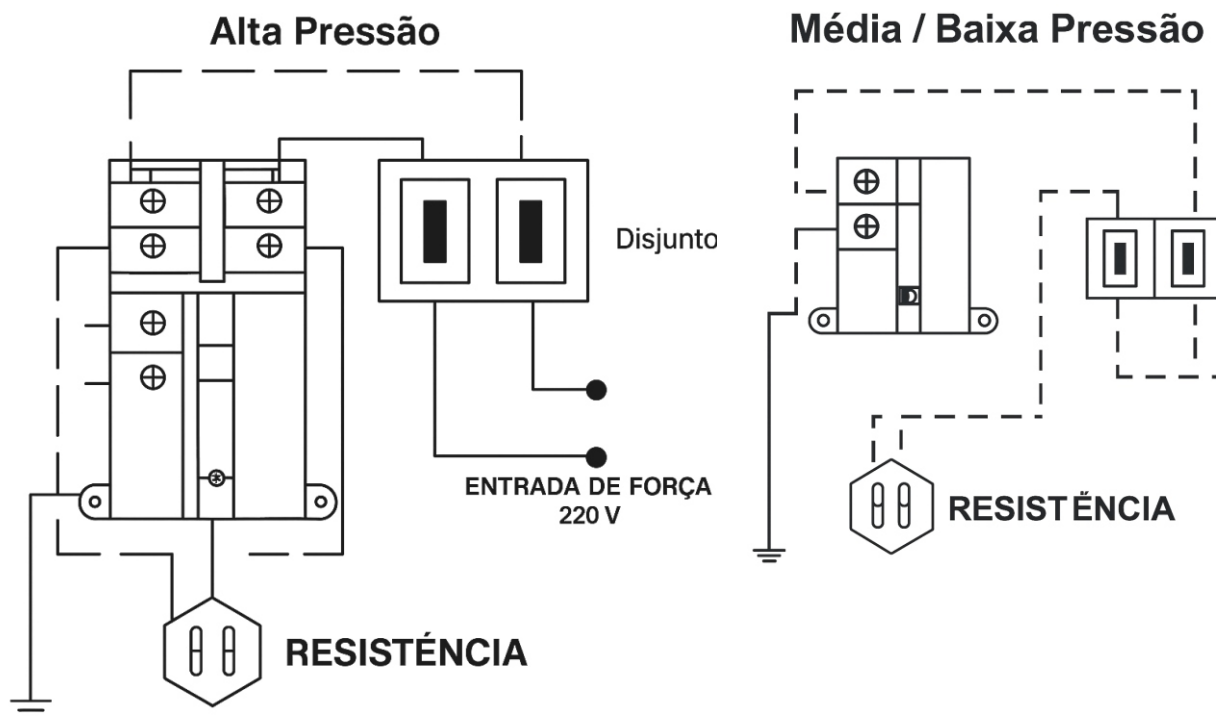 Alta Pressão
Média / Baixa Pressão
Disjunto
ENTRADA DE FORÇA
220 V
RESISTÊNCIA
RESISTÉNCIA